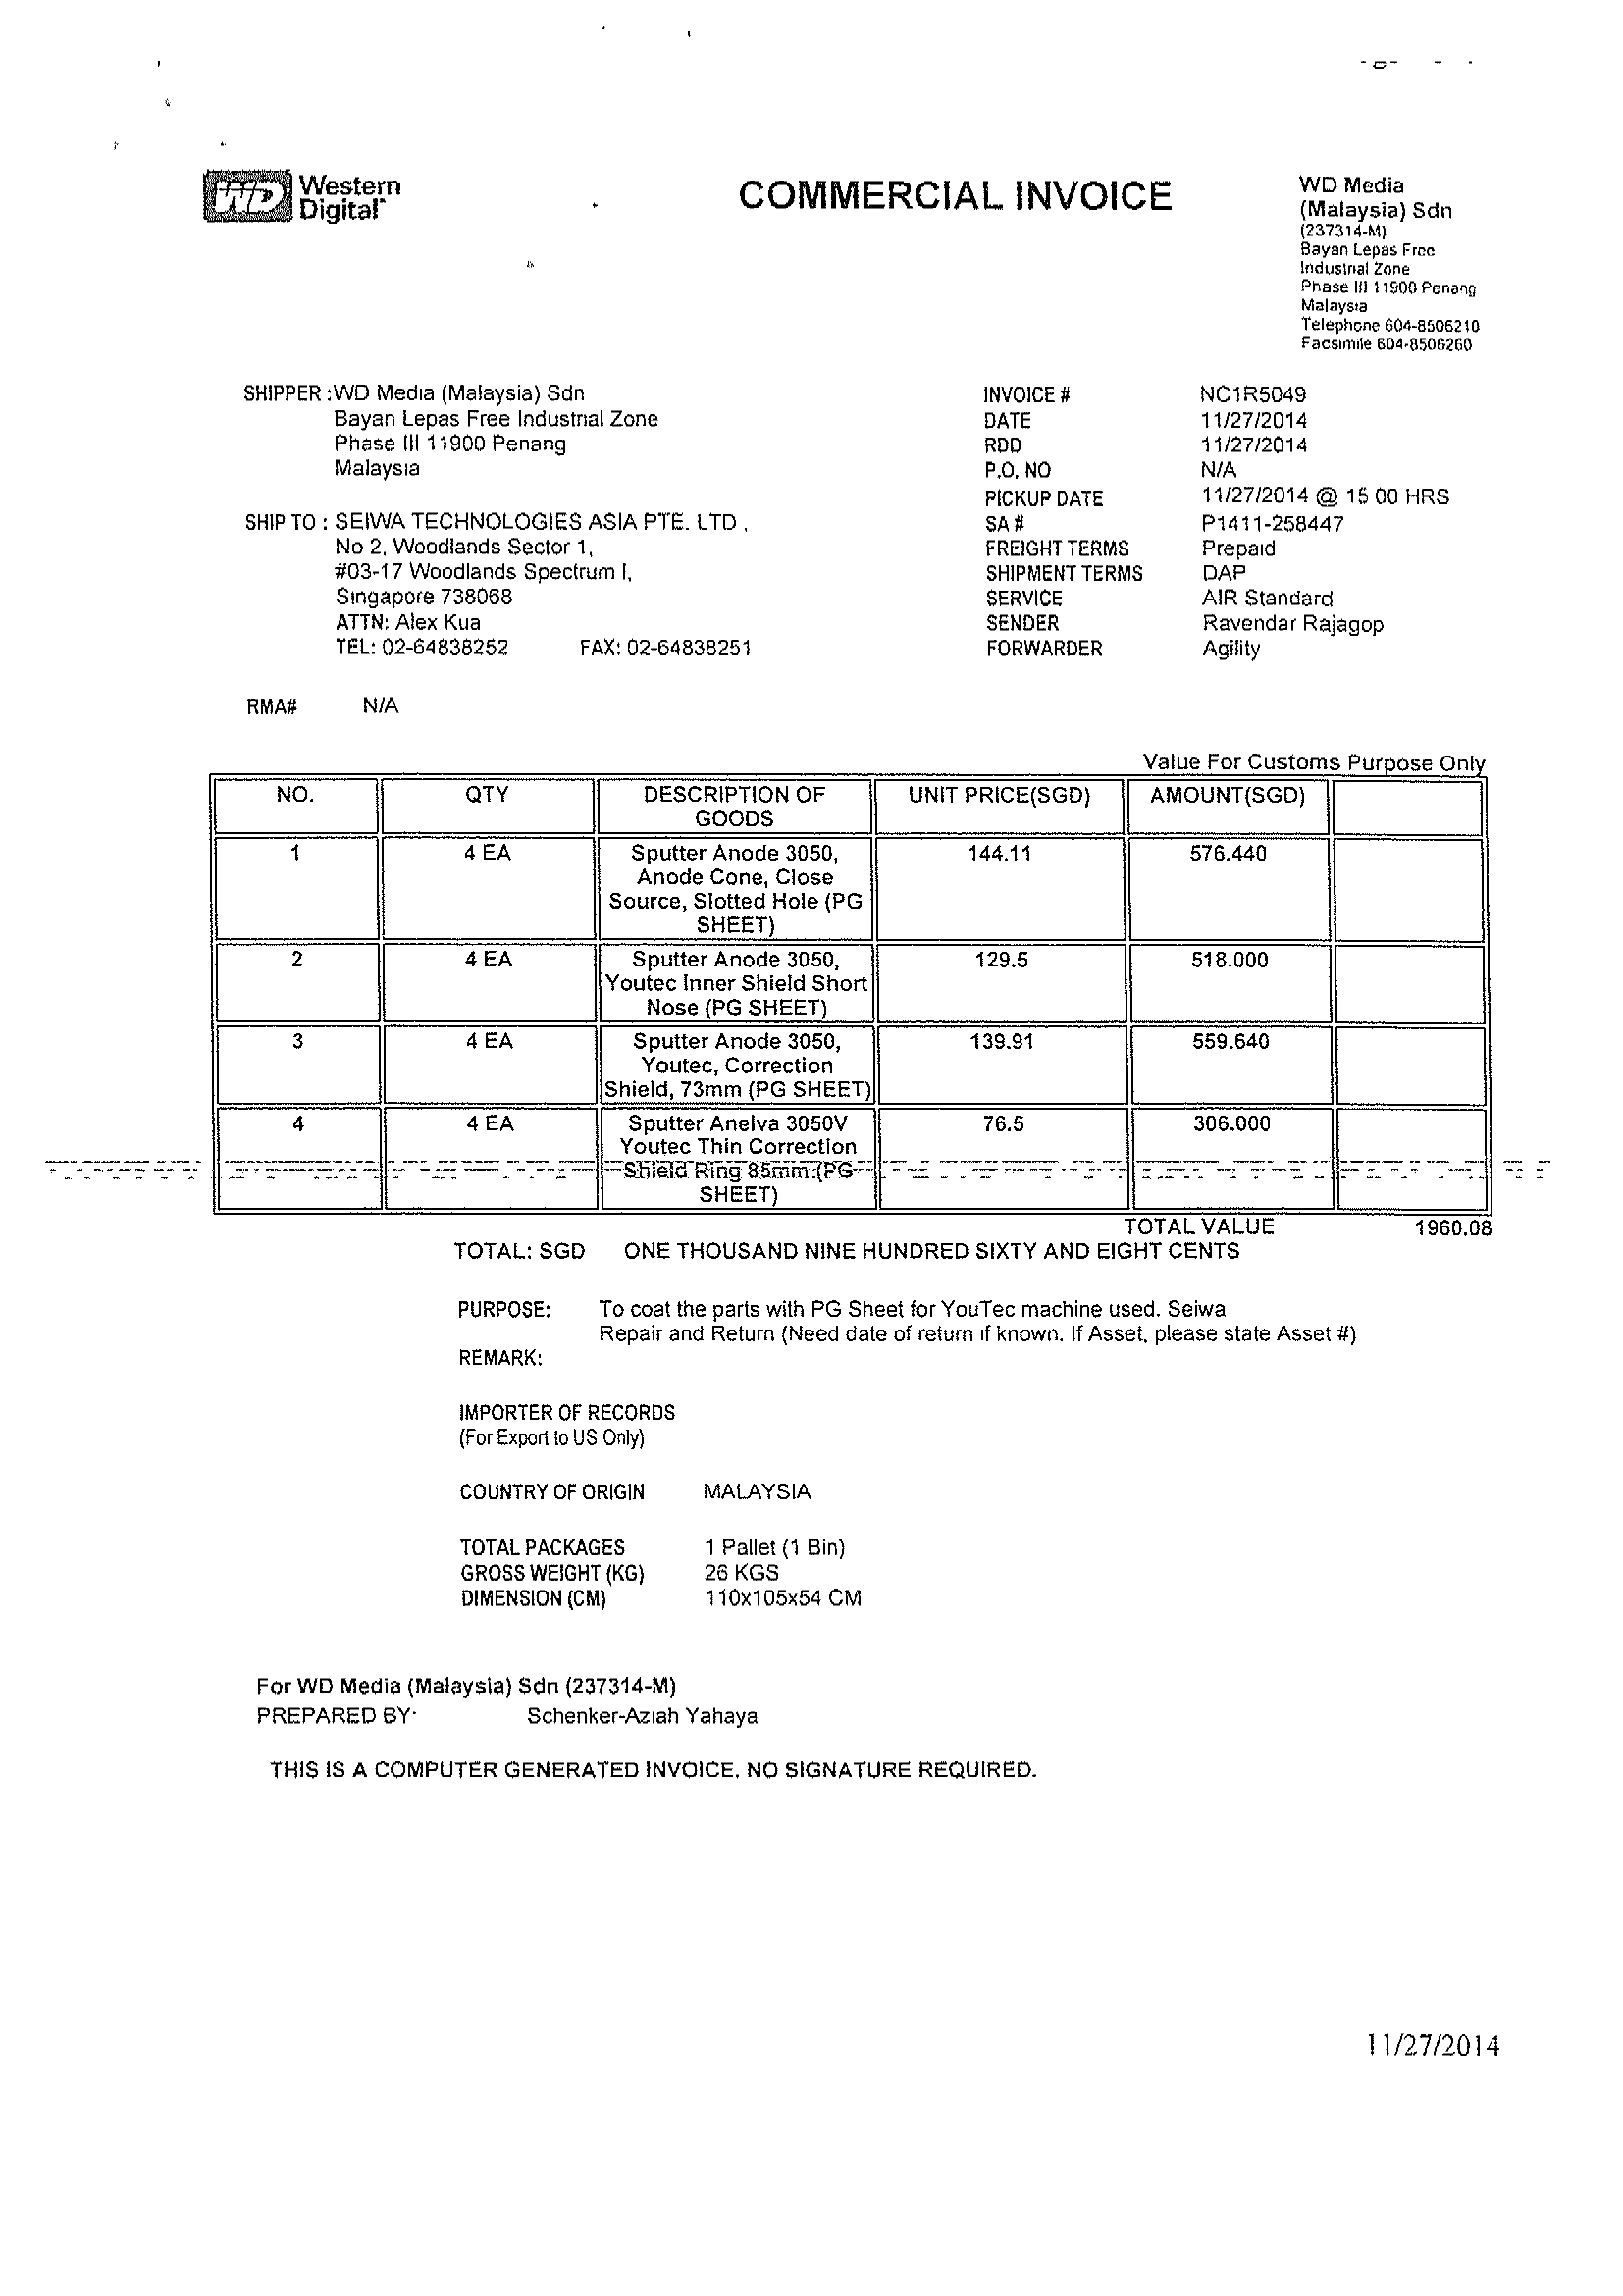 WD Western
Digital
COMMERCIAL INVOICE
WD Media
(Malaysia) Sdn
(237314-M)
Bayan Lepas Free
Industrial Zone
Phase III 11900 Penang
Malaysia
Telephone 604-8506210
Facsimile 604-8506260
SHIPPER : WD Media (Malaysia) Sdn
Bayan Lepas Free Industrial Zone
Phase III 11900 Penang
Malaysia
SHIP TO : SEIWA TECHNOLOGIES ASIA PTE. LTD ,
No 2, Woodlands Sector 1,
#03-17 Woodlands Spectrum I,
Singapore 738068
ATTN: Alex Kua
TEL: 02-64838252 FAX: 02-64838251
INVOICE # NC1R5049
DATE 11/27/2014
RDD 11/27/2014
P.O. NO N/A
PICKUP DATE 11/27/2014 @ 15 00 HRS
SA # P1411-258447
FREIGHT TERMS Prepaid
SHIPMENT TERMS DAP
SERVICE AIR Standard
SENDER Ravendar Rajagop
FORWARDER Agility
RMA# N/A
Value For Customs Purpose Only
NO. QTY DESCRIPTION OF UNIT PRICE(SGD) AMOUNT(SGD)
GOODS
1 4 EA Sputter Anode 3050, 144.11 576.440
Anode Cone, Close
Source, Slotted Hole (PG
SHEET)
2 4 EA Sputter Anode 3050, 129.5 518.000
Youtec Inner Shield Short
Nose (PG SHEET)
3 4 EA Sputter Anode 3050, 139.91 559.640
Youtec, Correction
Shield, 73mm (PG SHEET)
4 4 EA Sputter Anelva 3050V 76.5 306.000
Youtec Thin Correction
Shield Ring 85mm (PG
SHEET)
TOTAL VALUE 1960.08
TOTAL: SGD ONE THOUSAND NINE HUNDRED SIXTY AND EIGHT CENTS
PURPOSE: To coat the parts with PG Sheet for YouTec machine used. Seiwa
Repair and Return (Need date of return if known. If Asset, please state Asset #)
REMARK:
IMPORTER OF RECORDS
(For Export to US Only)
COUNTRY OF ORIGIN MALAYSIA
TOTAL PACKAGES 1 Pallet (1 Bin)
GROSS WEIGHT (KG) 26 KGS
DIMENSION (CM) 110x105x54 CM
For WD Media (Malaysia) Sdn (237314-M)
PREPARED BY: Schenker-Aziah Yahaya
THIS IS A COMPUTER GENERATED INVOICE. NO SIGNATURE REQUIRED.
11/27/2014